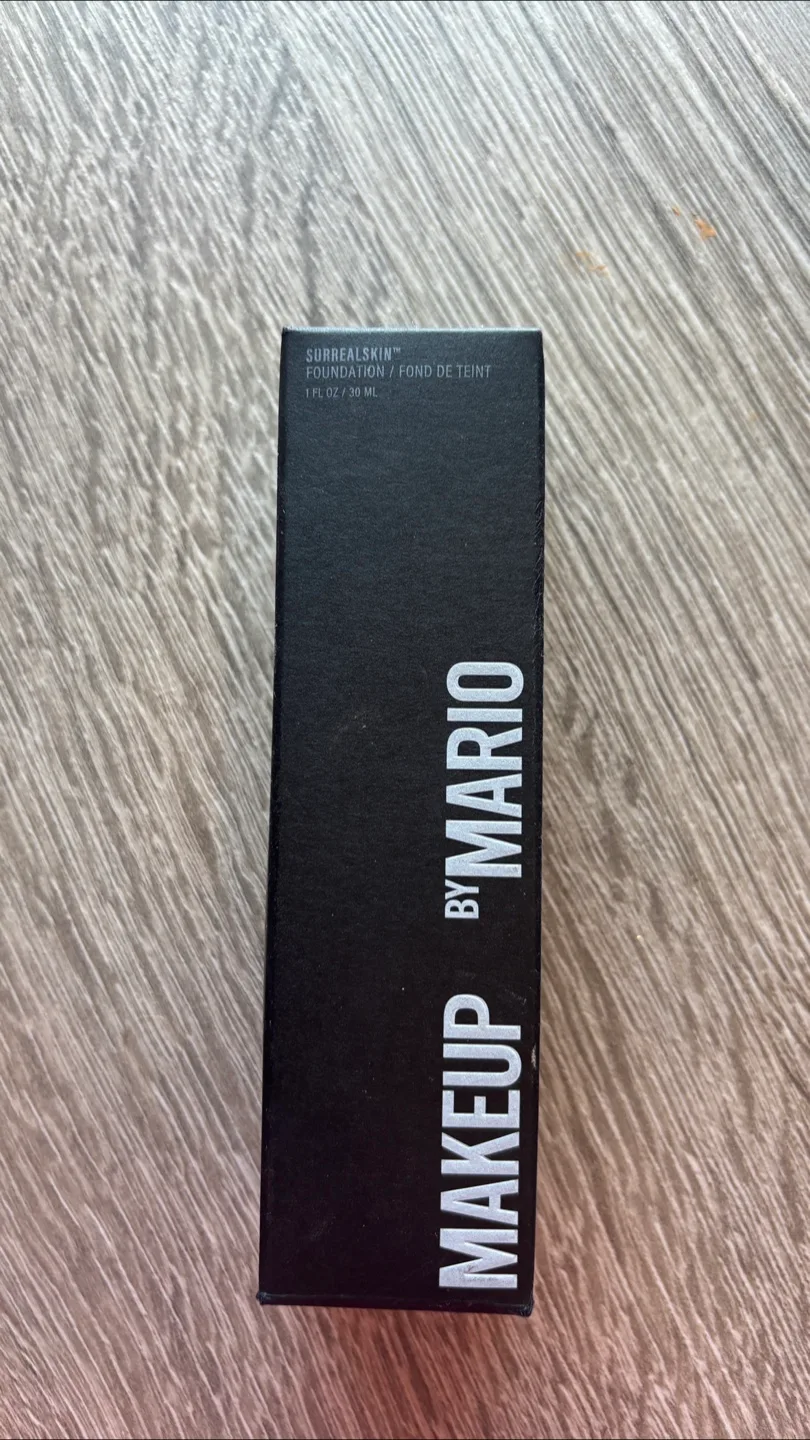 SURREALSKIN™
FOUNDATION / FOND DE TEINT
1 FL OZ / 30 ML
MAKEUP BY MARIO